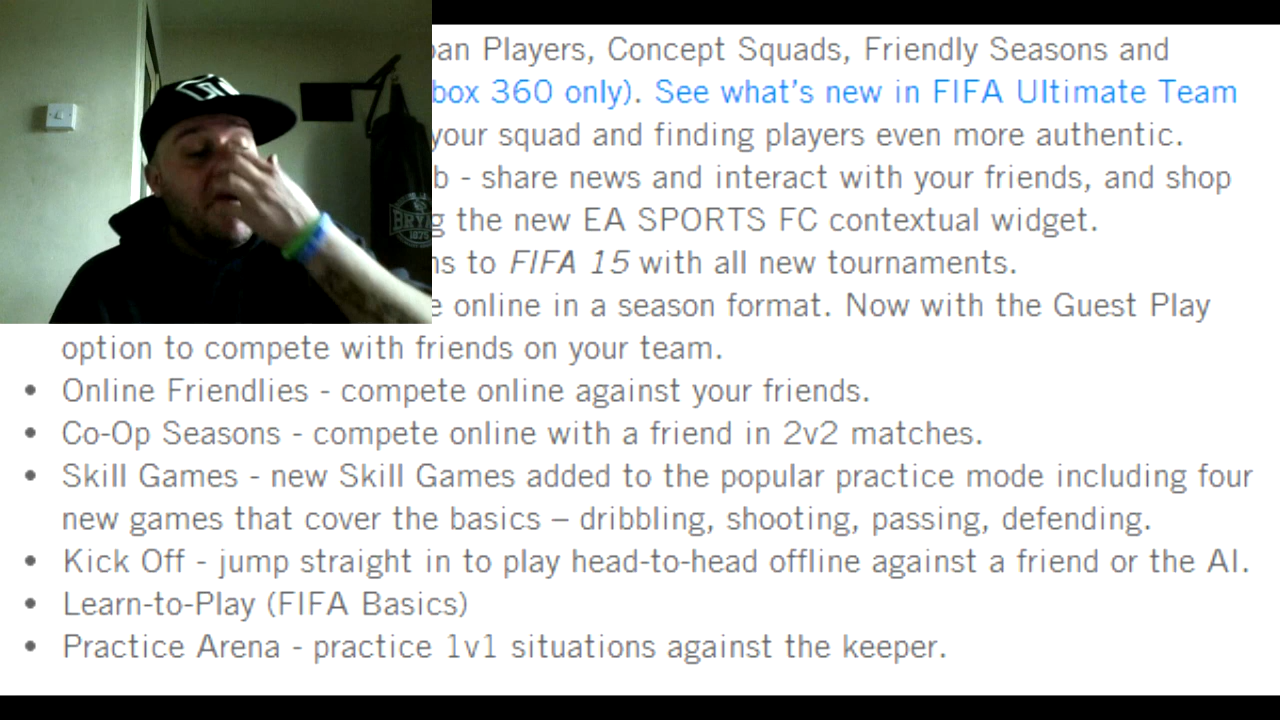 Players, Concept Squads, Friendly Seasons and
360 only). See what's new in FIFA Ultimate Team
your squad and finding players even more authentic.
- share news and interact with your friends, and shop
the new EA SPORTS FC contextual widget.
to FIFA 15 with all new tournaments.
online in a season format. Now with the Guest Play
option to compete with friends on your team.
• Online Friendlies - compete online against your friends.
• Co-Op Seasons - compete online with a friend in 2v2 matches.
• Skill Games - new Skill Games added to the popular practice mode including four
new games that cover the basics – dribbling, shooting, passing, defending.
• Kick Off - jump straight in to play head-to-head offline against a friend or the AI.
• Learn-to-Play (FIFA Basics)
• Practice Arena - practice 1v1 situations against the keeper.